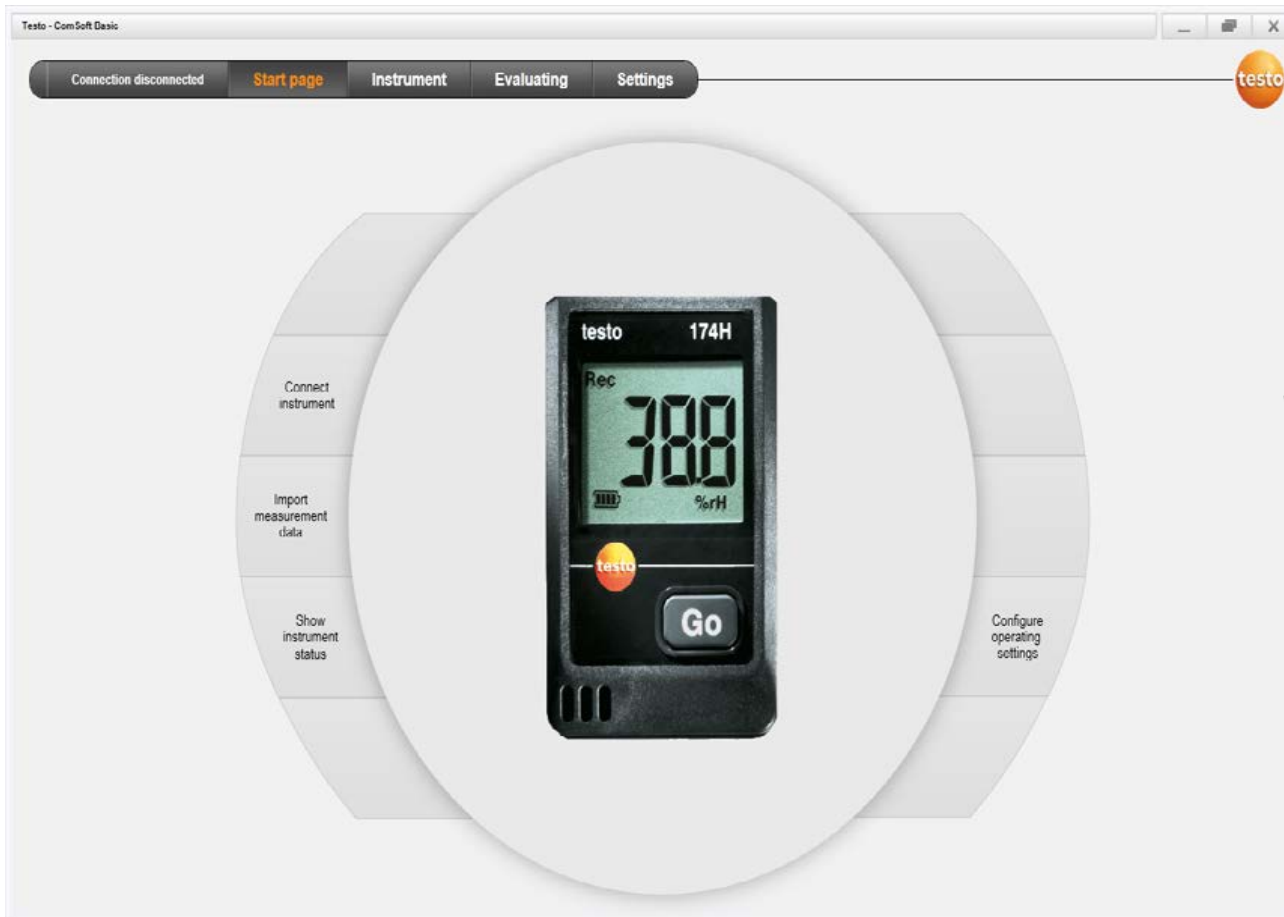 Testo - ComSoft Basic
Connection disconnected
Start page
Instrument
Evaluating
Settings
testo
testo 174H
Rec
38.8
%rH
testo
Go
Connect
instrument
Import
measurement
data
Show
instrument
status
Configure
operating
settings